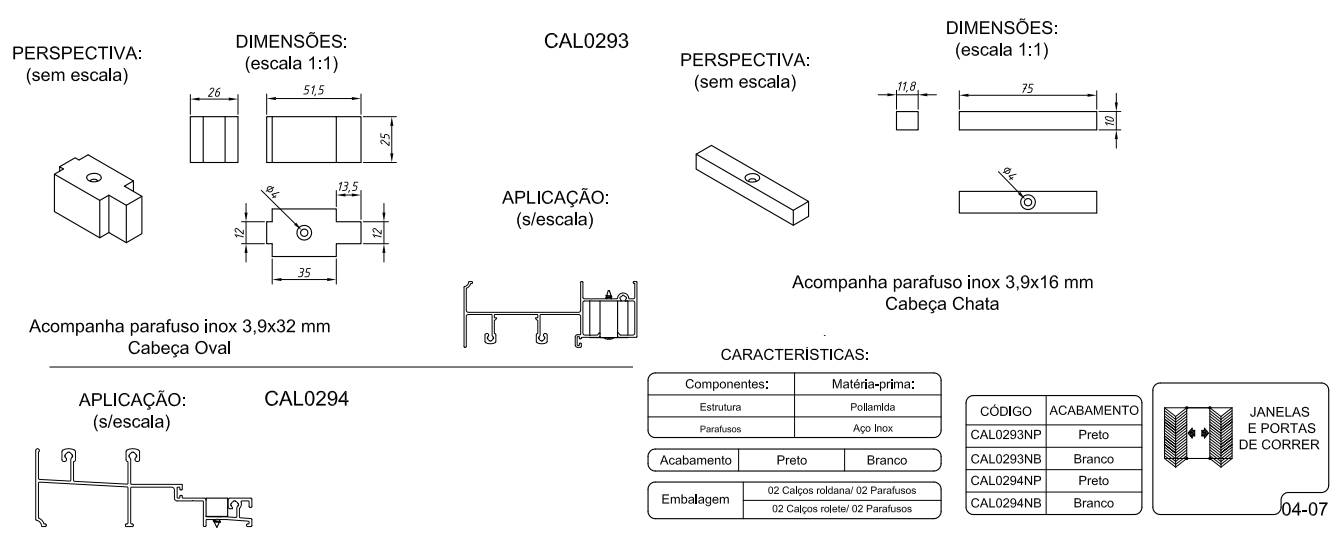 PERSPECTIVA:
(sem escala)
DIMENSÕES:
(escala 1:1)
CAL0293
26
51,5
25
ø4
13,5
12
12
35
APLICAÇÃO:
(s/escala)
Acompanha parafuso inox 3,9x32 mm
Cabeça Oval
PERSPECTIVA:
(sem escala)
DIMENSÕES:
(escala 1:1)
11,8
75
10
ø4
Acompanha parafuso inox 3,9x16 mm
Cabeça Chata
APLICAÇÃO:
(s/escala)
CAL0294
CARACTERÍSTICAS:
Componentes: Matéria-prima:
Estrutura Poliamida
Parafusos Aço Inox
Acabamento Preto Branco
Embalagem
02 Calços roldana/ 02 Parafusos
02 Calços rolete/ 02 Parafusos
CÓDIGO ACABAMENTO
CAL0293NP Preto
CAL0293NB Branco
CAL0294NP Preto
CAL0294NB Branco
JANELAS
E PORTAS
DE CORRER
04-07